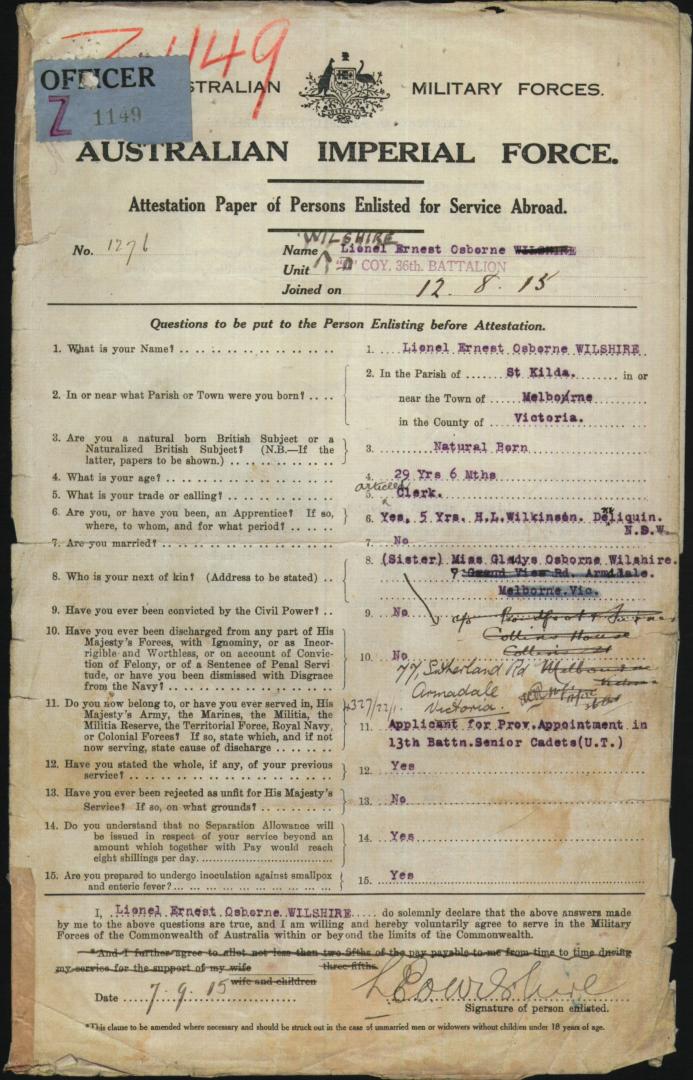 Z 1149
OFFICER
Z 1149
AUSTRALIAN MILITARY FORCES.
AUSTRALIAN IMPERIAL FORCE.
Attestation Paper of Persons Enlisted for Service Abroad.
No. 1276
WILSHIRE
Name Lionel Ernest Osborne WILSHIRE
Unit "D" COY. 36th. BATTALION
Joined on 12. 8. 15
Questions to be put to the Person Enlisting before Attestation.
1. What is your Name? 1. Lionel Ernest Osborne WILSHIRE
2. In or near what Parish or Town were you born? 2. In the Parish of St Kilda. in or
near the Town of Melbourne
in the County of Victoria.
3. Are you a natural born British Subject or a
Naturalized British Subject? (N.B.—If the
latter, papers to be shown.) 3. Natural Born
4. What is your age? 4. 29 Yrs 6 Mths
5. What is your trade or calling? 5. articled Clerk.
6. Are you, or have you been, an Apprentice? If so,
where, to whom, and for what period? 6. Yes, 5 Yrs. H.L.Wilkinson. Deniliquin.
N.S.W.
7. Are you married? 7. No
8. Who is your next of kin? (Address to be stated) 8. (Sister) Miss Gladys Osborne Wilshire.
7 Grand View Rd. Armidale.
Melborne.Vic.
9. Have you ever been convicted by the Civil Power? 9. No
Collins House
Collins St
Melbourne
10. Have you ever been discharged from any part of His
Majesty's Forces, with Ignominy, or as Incor-
rigible and Worthless, or on account of Convic-
tion of Felony, or of a Sentence of Penal Servi-
tude, or have you been dismissed with Disgrace
from the Navy? 10. No
77, Sutherland Rd
Armadale
Victoria.
11. Do you now belong to, or have you ever served in, His
Majesty's Army, the Marines, the Militia, the
Militia Reserve, the Territorial Force, Royal Navy,
or Colonial Forces? If so, state which, and if not
now serving, state cause of discharge 11. Applicant for Prov.Appointment in
13th Battn.Senior Cadets(U.T.)
12. Have you stated the whole, if any, of your previous
service? 12. Yes
13. Have you ever been rejected as unfit for His Majesty's
Service? If so, on what grounds? 13. No
14. Do you understand that no Separation Allowance will
be issued in respect of your service beyond an
amount which together with Pay would reach
eight shillings per day. 14. Yes
15. Are you prepared to undergo inoculation against smallpox
and enteric fever? 15. Yes
I, Lionel Ernest Osborne WILSHIRE do solemnly declare that the above answers made
by me to the above questions are true, and I am willing and hereby voluntarily agree to serve in the Military
Forces of the Commonwealth of Australia within or beyond the limits of the Commonwealth.
*And I further agree to allot not less than two fifths of the pay payable to me from time to time during
three-fifths
my service for the support of my wife
wife and children
Date 7. 9. 15 LEO Wilshire
Signature of person enlisted.
*This clause to be amended where necessary and should be struck out in the case of unmarried men or widowers without children under 18 years of age.